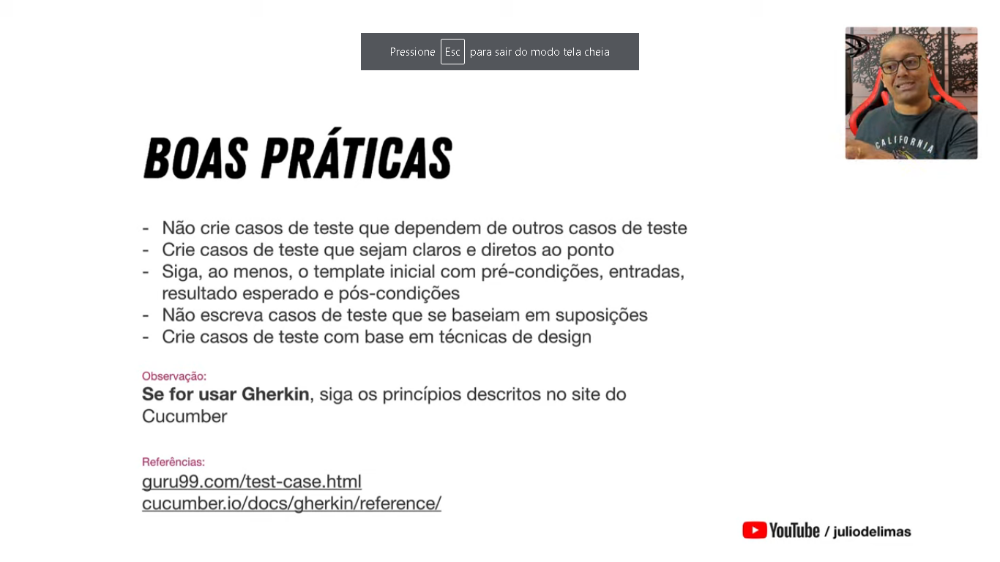 Pressione Esc para sair do modo tela cheia
CALIFORNIA
BOAS PRÁTICAS
- Não crie casos de teste que dependem de outros casos de teste
- Crie casos de teste que sejam claros e diretos ao ponto
- Siga, ao menos, o template inicial com pré-condições, entradas,
resultado esperado e pós-condições
- Não escreva casos de teste que se baseiam em suposições
- Crie casos de teste com base em técnicas de design
Observação:
Se for usar Gherkin, siga os princípios descritos no site do
Cucumber
Referências:
guru99.com/test-case.html
cucumber.io/docs/gherkin/reference/
YouTube / juliodelimas